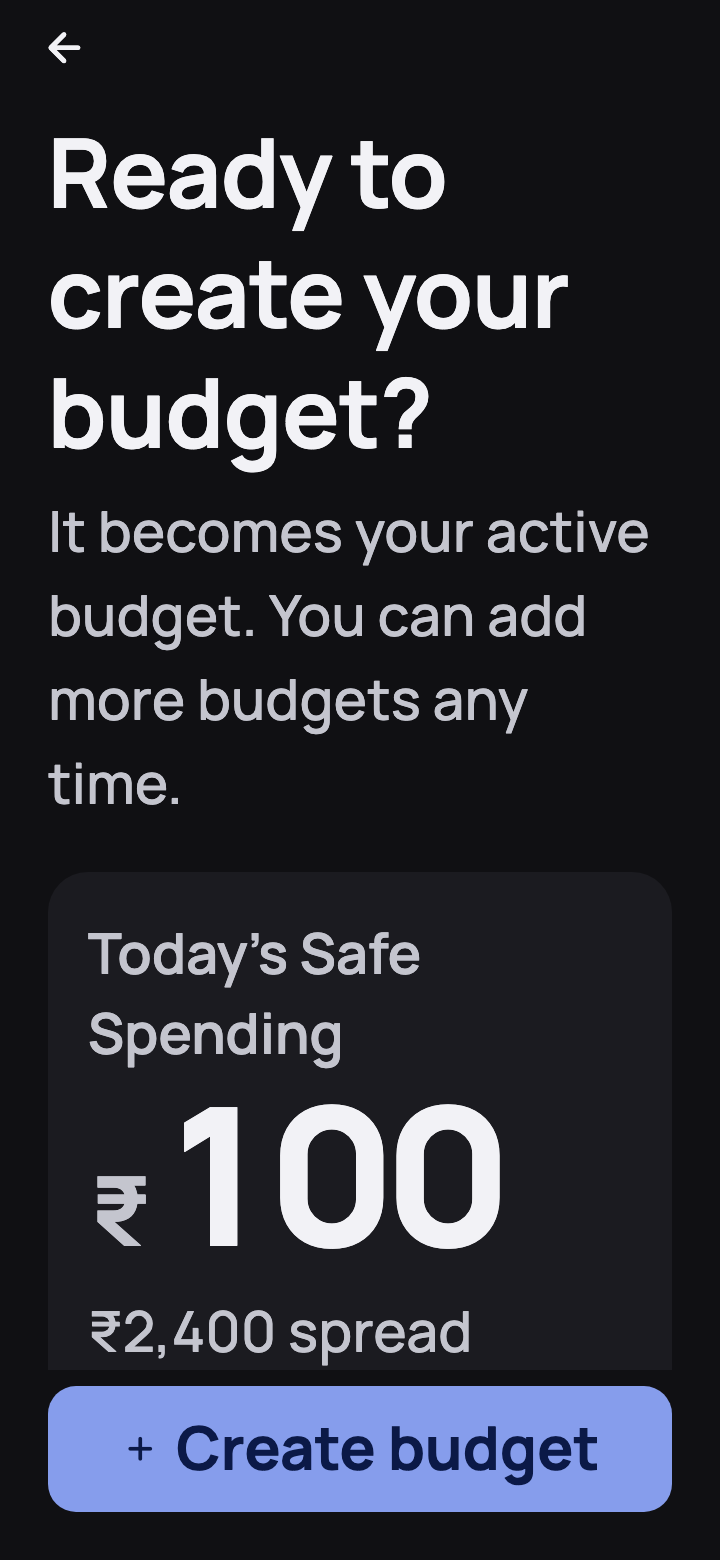 Ready to
create your
budget?
It becomes your active
budget. You can add
more budgets any
time.
Today’s Safe
Spending
₹ 100
₹2,400 spread
+ Create budget